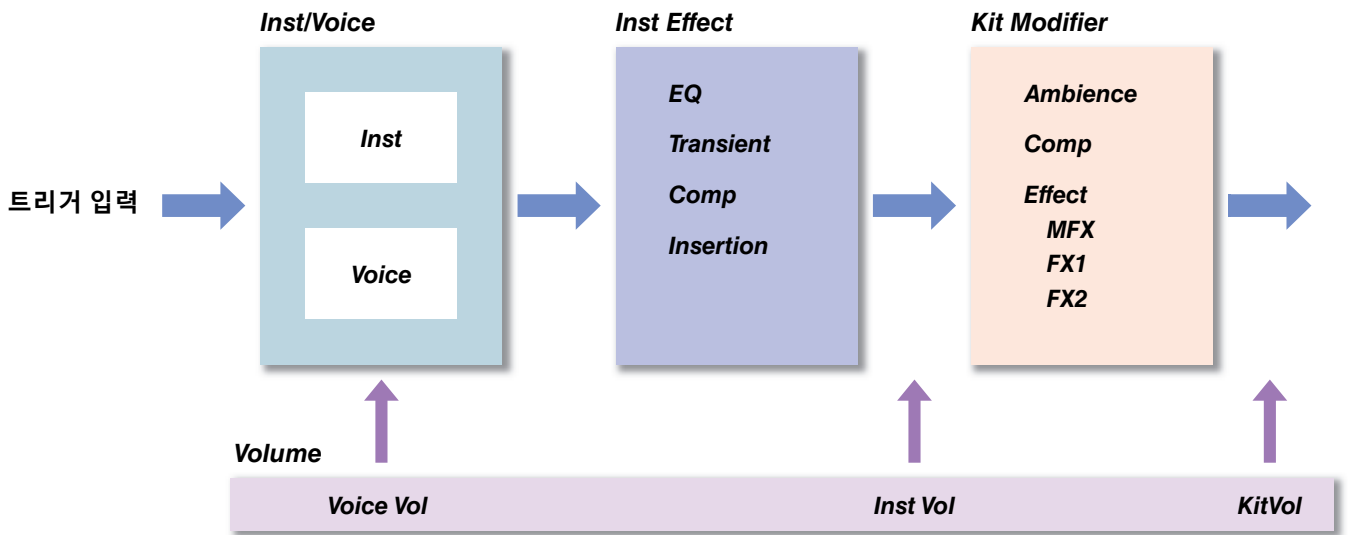 Inst/Voice
Inst
Voice
Inst Effect
EQ
Transient
Comp
Insertion
Kit Modifier
Ambience
Comp
Effect
MFX
FX1
FX2
트리거 입력
Volume
Voice Vol
Inst Vol
KitVol